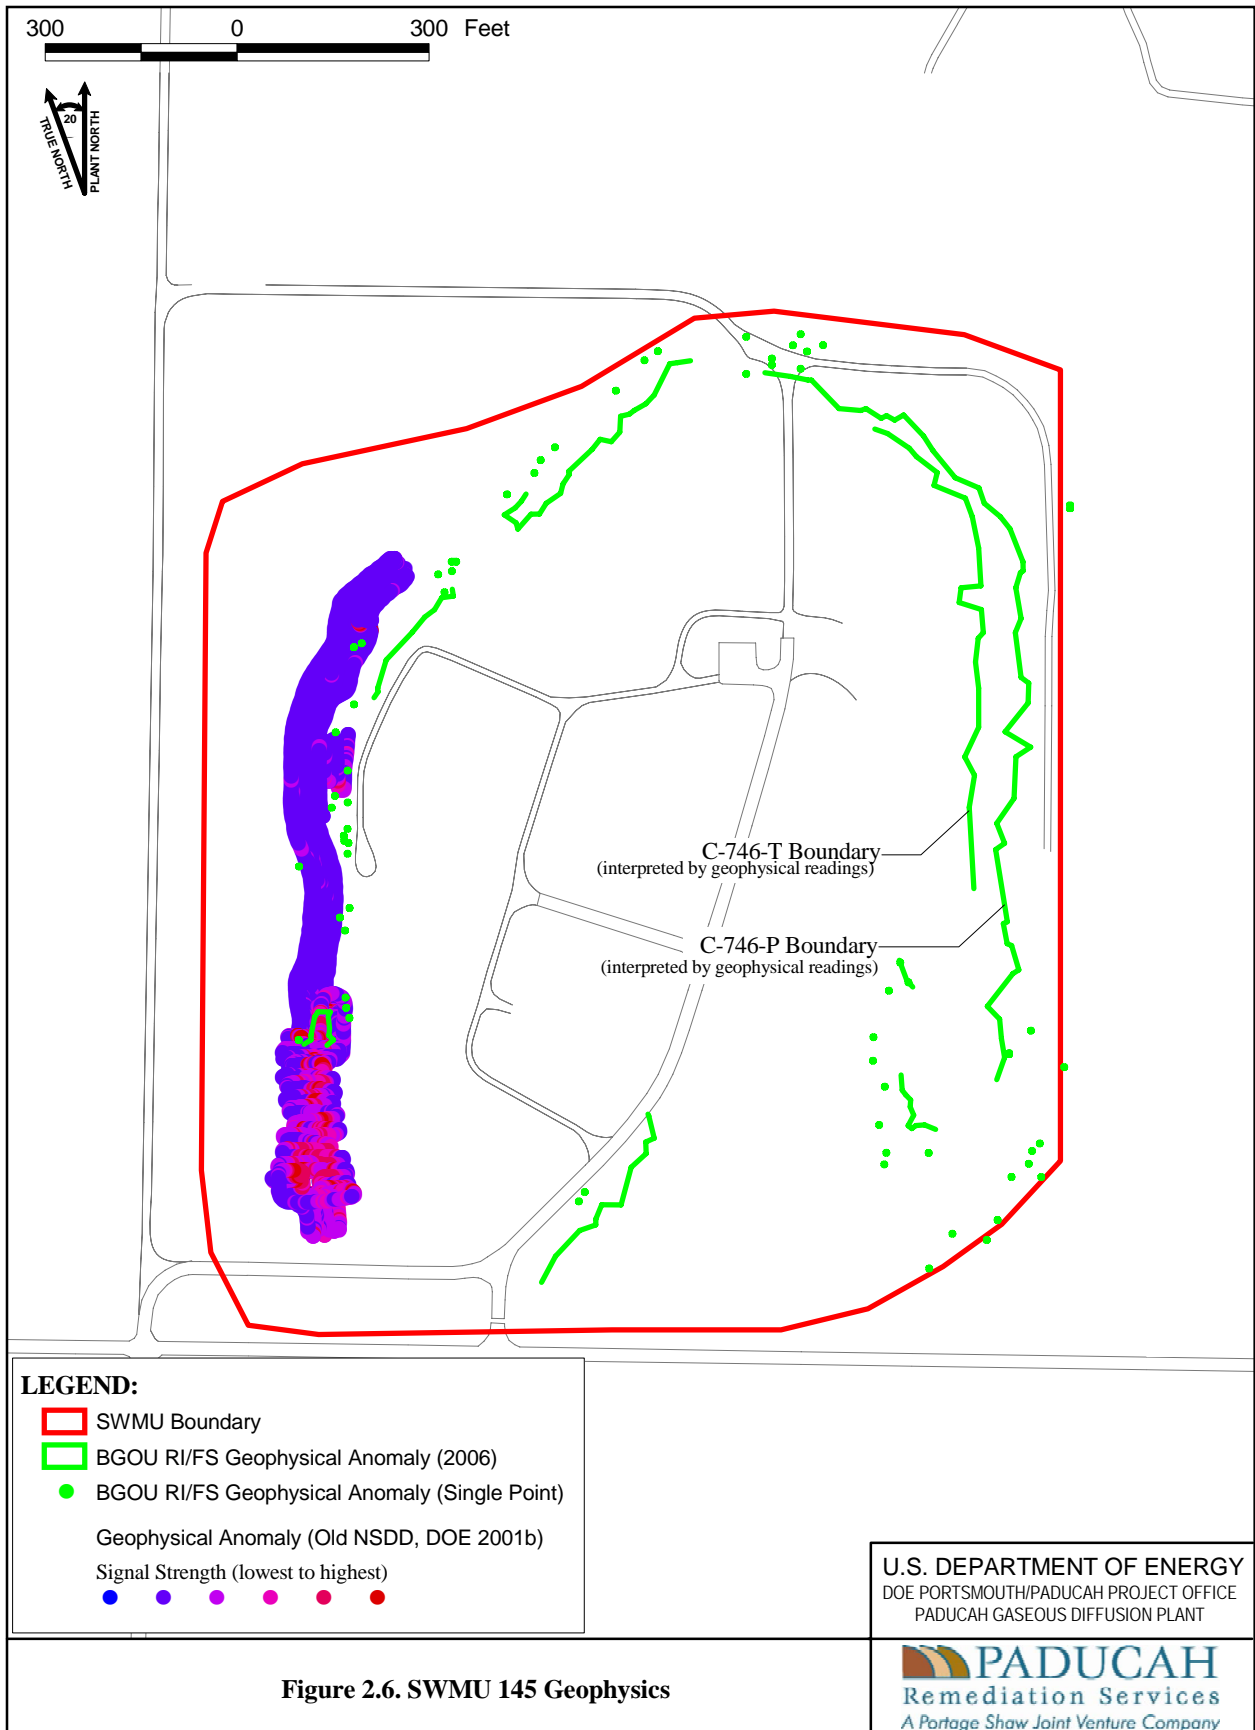 300 0 300 Feet
20
TRUE NORTH
PLANT NORTH
C-746-T Boundary
(interpreted by geophysical readings)
C-746-P Boundary
(interpreted by geophysical readings)
LEGEND:
SWMU Boundary
BGOU RI/FS Geophysical Anomaly (2006)
BGOU RI/FS Geophysical Anomaly (Single Point)
Geophysical Anomaly (Old NSDD, DOE 2001b)
Signal Strength (lowest to highest)
U.S. DEPARTMENT OF ENERGY
DOE PORTSMOUTH/PADUCAH PROJECT OFFICE
PADUCAH GASEOUS DIFFUSION PLANT
Figure 2.6. SWMU 145 Geophysics
PADUCAH
Remediation Services
A Portage Shaw Joint Venture Company